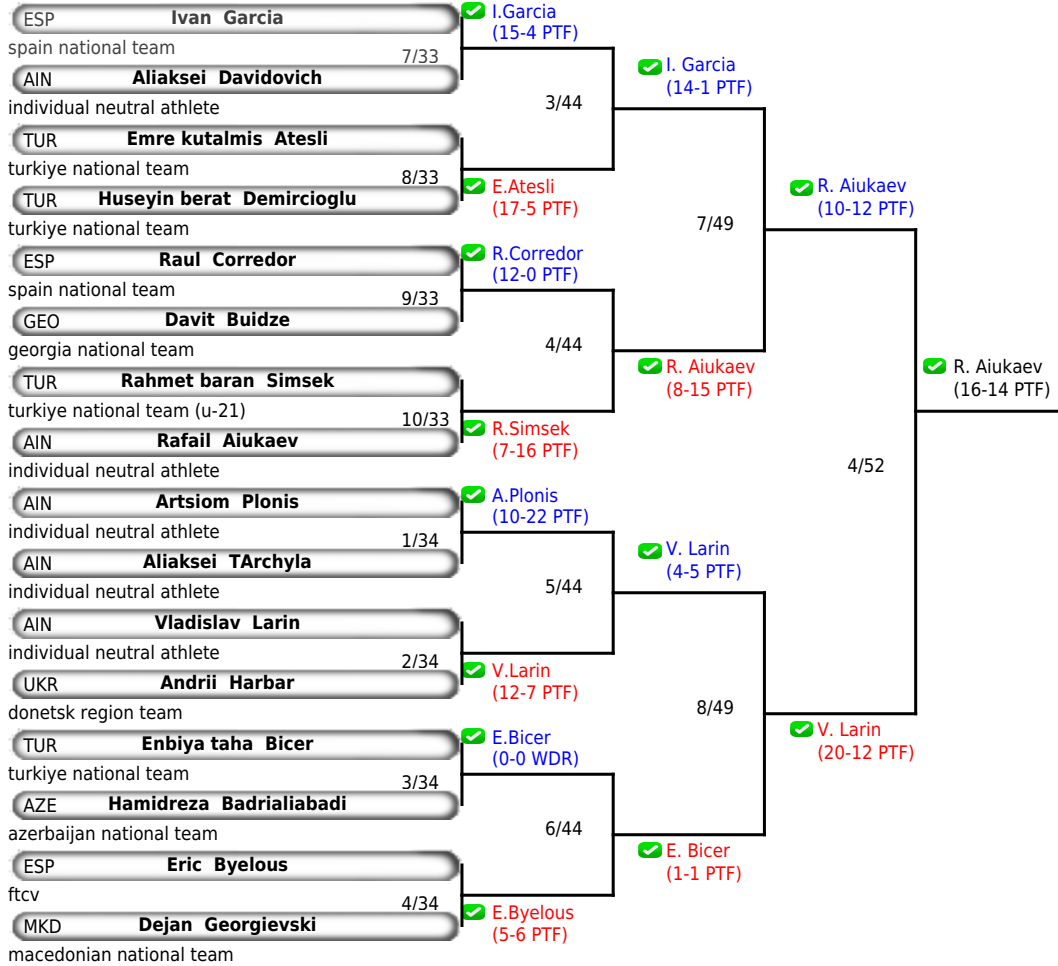 ESP Ivan Garcia
spain national team
7/33
AIN Aliaksei Davidovich
individual neutral athlete
TUR Emre kutalmis Atesli
turkiye national team
8/33
TUR Huseyin berat Demircioglu
turkiye national team
ESP Raul Corredor
spain national team
9/33
GEO Davit Buidze
georgia national team
TUR Rahmet baran Simsek
turkiye national team (u-21)
10/33
AIN Rafail Aiukaev
individual neutral athlete
AIN Artsiom Plonis
individual neutral athlete
1/34
AIN Aliaksei TArchyla
individual neutral athlete
AIN Vladislav Larin
individual neutral athlete
2/34
UKR Andrii Harbar
donetsk region team
TUR Enbiya taha Bicer
turkiye national team
3/34
AZE Hamidreza Badrialiabadi
azerbaijan national team
ESP Eric Byelous
ftcv
4/34
MKD Dejan Georgievski
macedonian national team
I.Garcia
(15-4 PTF)
3/44
E.Atesli
(17-5 PTF)
R.Corredor
(12-0 PTF)
4/44
R.Simsek
(7-16 PTF)
A.Plonis
(10-22 PTF)
5/44
V.Larin
(12-7 PTF)
E.Bicer
(0-0 WDR)
6/44
E.Byelous
(5-6 PTF)
I. Garcia
(14-1 PTF)
7/49
R. Aiukaev
(8-15 PTF)
V. Larin
(4-5 PTF)
8/49
E. Bicer
(1-1 PTF)
R. Aiukaev
(10-12 PTF)
4/52
V. Larin
(20-12 PTF)
R. Aiukaev
(16-14 PTF)